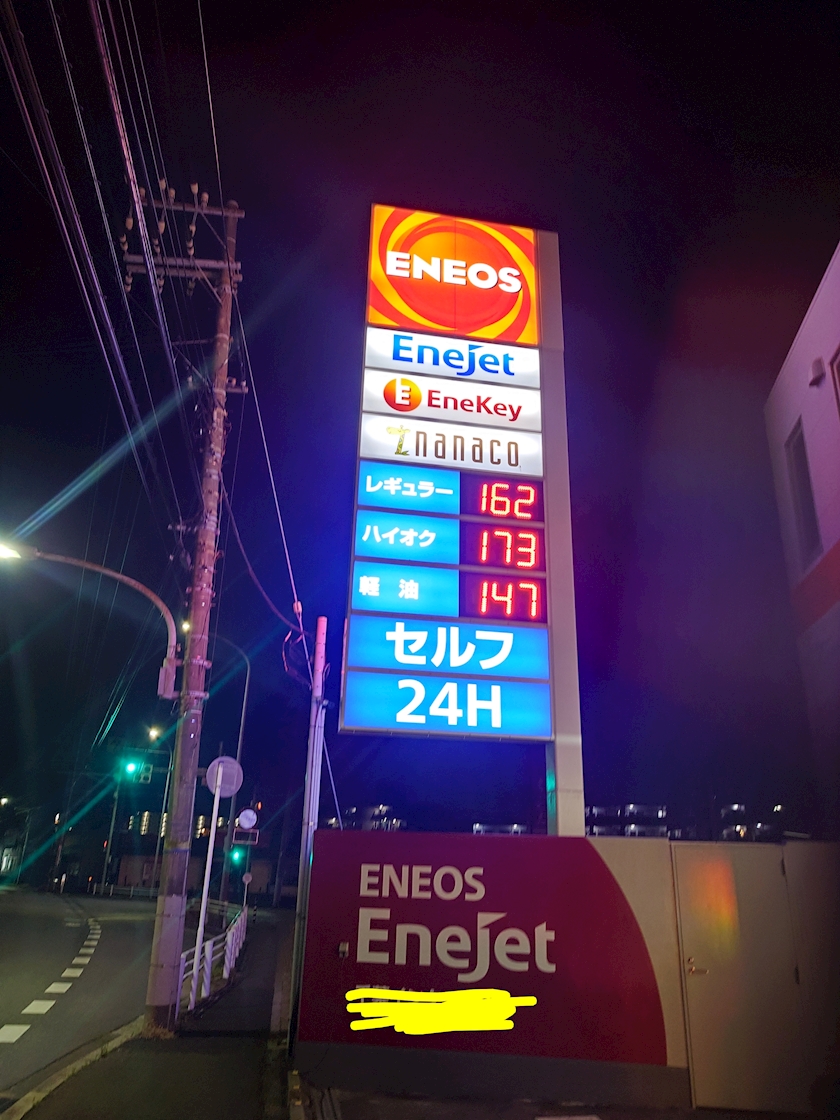 ENEOS
Enejet
E EneKey
nanaco
レギュラー 162
ハイオク 173
軽油 147
セルフ
24H
ENEOS
Enejet